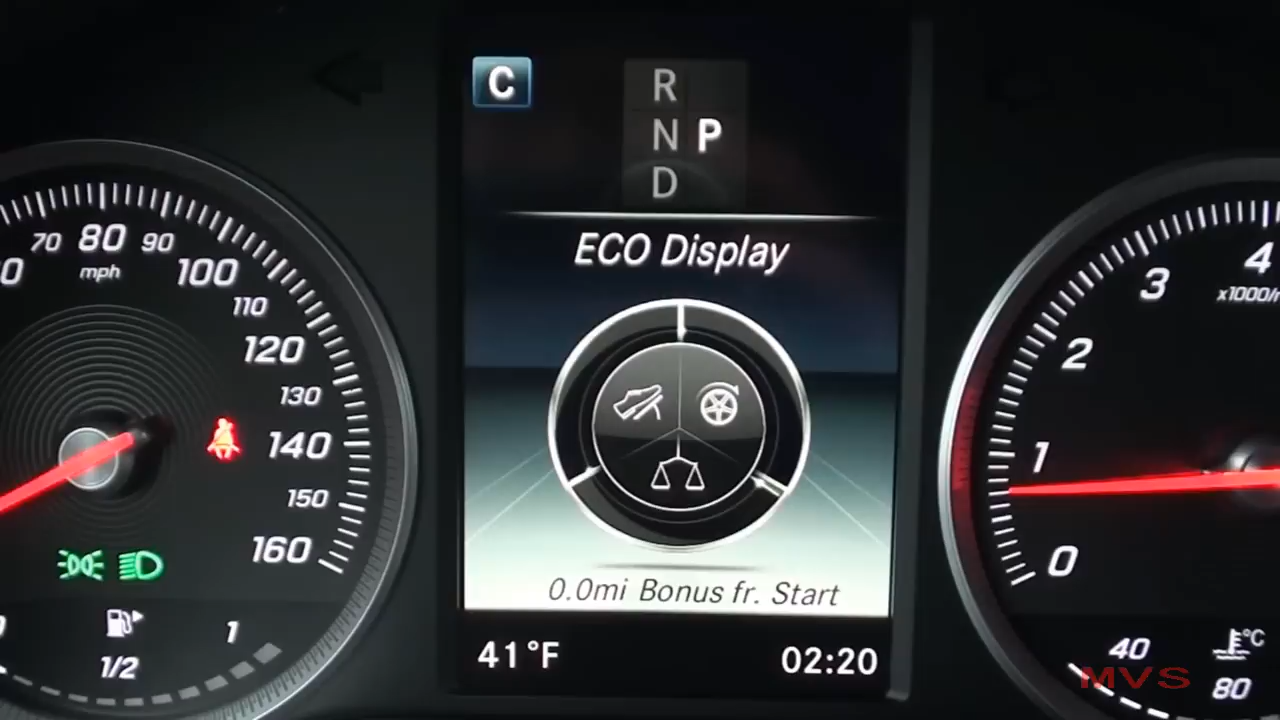 C
R
N P
D
ECO Display
0.0mi Bonus fr. Start
41°F 02:20
70 80 90
mph
100
110
120
130
140
150
160
1/2
1
4
3
x1000/
2
1
0
40
°C
80
MVS